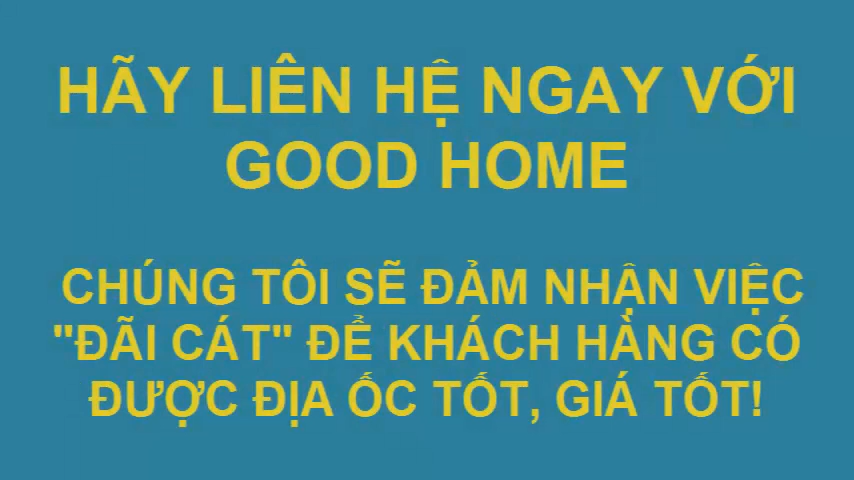 HÃY LIÊN HỆ NGAY VỚI
GOOD HOME
CHÚNG TÔI SẼ ĐẢM NHẬN VIỆC
"ĐÃI CÁT" ĐỂ KHÁCH HÀNG CÓ
ĐƯỢC ĐỊA ỐC TỐT, GIÁ TỐT!